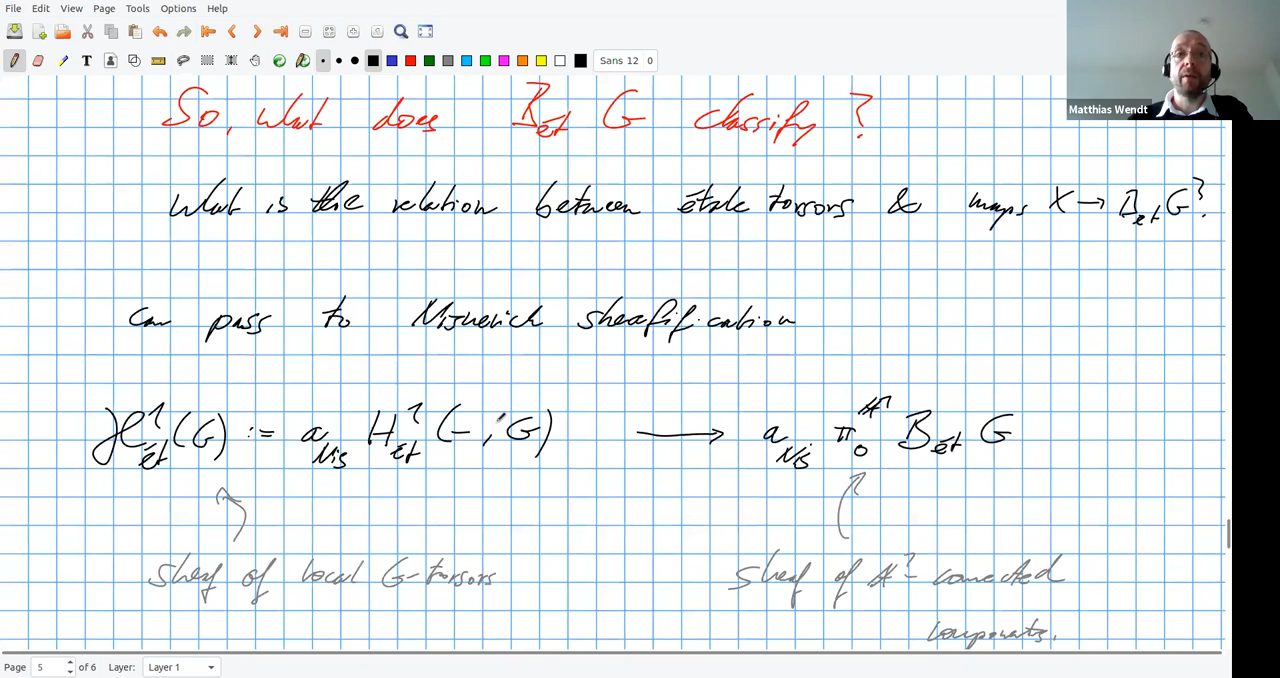 File Edit View Page Tools Options Help
Sans 12 0
Matthias Wendt
So, what does B_ét G classify?
What is the relation between étale torsors & maps X → B_ét G?
can pass to Nisnevich sheafification
ℋ¹_ét(G) := a_Nis H¹_ét(–, G) → a_Nis π₀^{𝔸¹} B_ét G
sheaf of local G-torsors
sheaf of 𝔸¹-connected
components.
Page 5 of 6 Layer: Layer 1